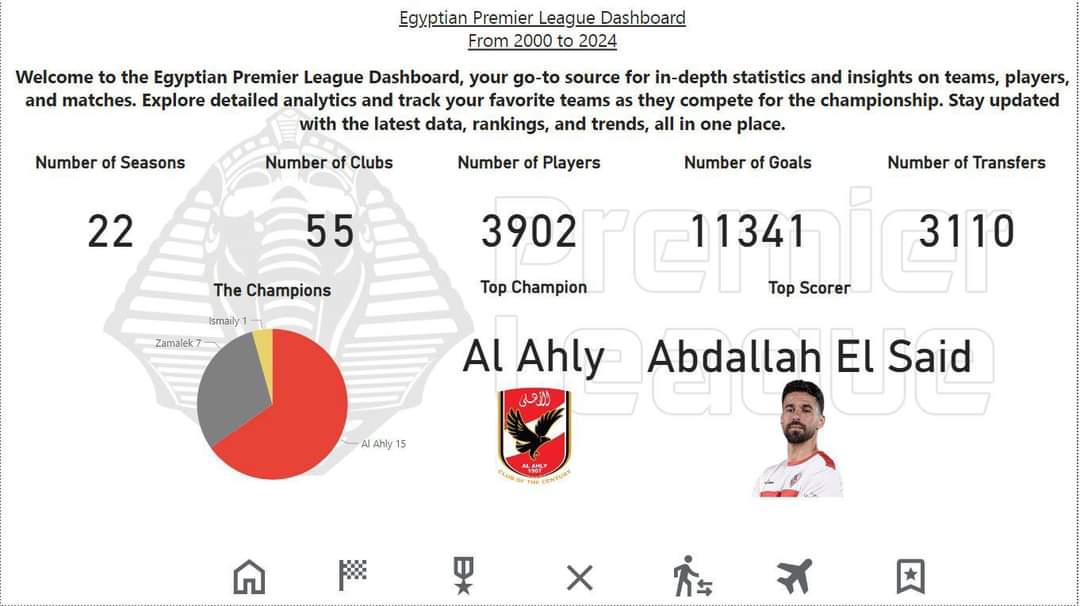 Egyptian Premier League Dashboard
From 2000 to 2024
Welcome to the Egyptian Premier League Dashboard, your go-to source for in-depth statistics and insights on teams, players,
and matches. Explore detailed analytics and track your favorite teams as they compete for the championship. Stay updated
with the latest data, rankings, and trends, all in one place.
Number of Seasons
Number of Clubs
Number of Players
Number of Goals
Number of Transfers
22
55
3902
11341
3110
Premier
League
The Champions
Top Champion
Top Scorer
Ismaily 1
Zamalek 7
Al Ahly 15
Al Ahly
Abdallah El Said
الأهلي
AL AHLY
1907
CLUB OF THE CENTURY